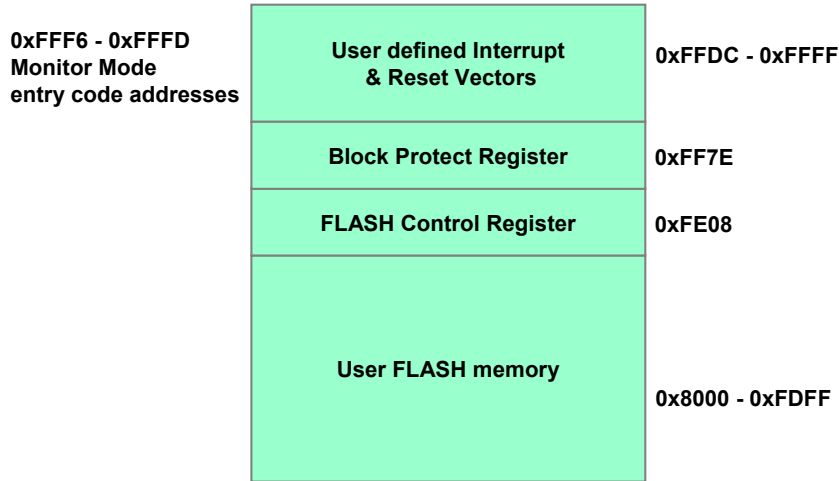 0xFFF6 - 0xFFFD
Monitor Mode
entry code addresses
User defined Interrupt
& Reset Vectors
0xFFDC - 0xFFFF
Block Protect Register
0xFF7E
FLASH Control Register
0xFE08
User FLASH memory
0x8000 - 0xFDFF